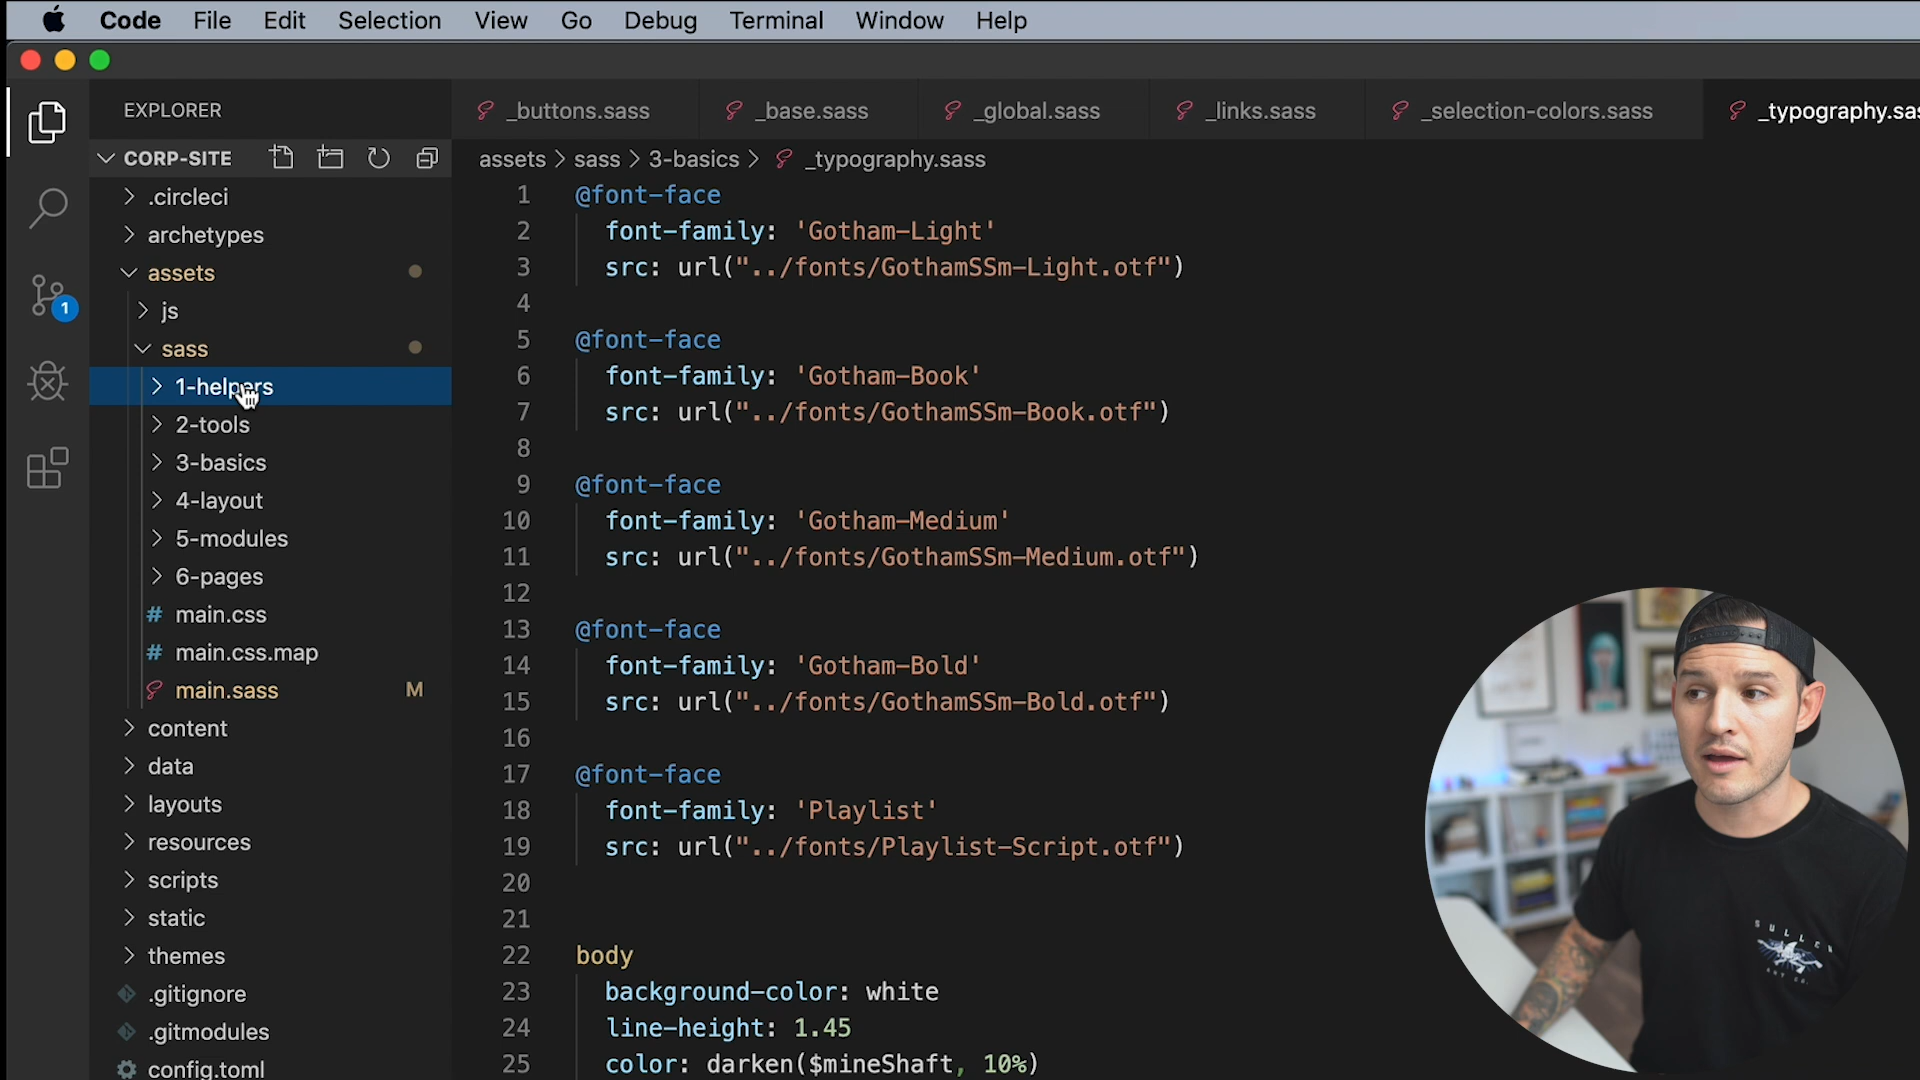 Code File Edit Selection View Go Debug Terminal Window Help
EXPLORER
CORP-SITE
.circleci
archetypes
assets
js
sass
1-helpers
2-tools
3-basics
4-layout
5-modules
6-pages
# main.css
# main.css.map
main.sass M
content
data
layouts
resources
scripts
static
themes
.gitignore
.gitmodules
config.toml
1
_buttons.sass _base.sass _global.sass _links.sass _selection-colors.sass _typography.sas
assets > sass > 3-basics > _typography.sass
1 @font-face
2 font-family: 'Gotham-Light'
3 src: url("../fonts/GothamSSm-Light.otf")
4
5 @font-face
6 font-family: 'Gotham-Book'
7 src: url("../fonts/GothamSSm-Book.otf")
8
9 @font-face
10 font-family: 'Gotham-Medium'
11 src: url("../fonts/GothamSSm-Medium.otf")
12
13 @font-face
14 font-family: 'Gotham-Bold'
15 src: url("../fonts/GothamSSm-Bold.otf")
16
17 @font-face
18 font-family: 'Playlist'
19 src: url("../fonts/Playlist-Script.otf")
20
21
22 body
23 background-color: white
24 line-height: 1.45
25 color: darken($mineShaft, 10%)
SULLEN
ART CO.